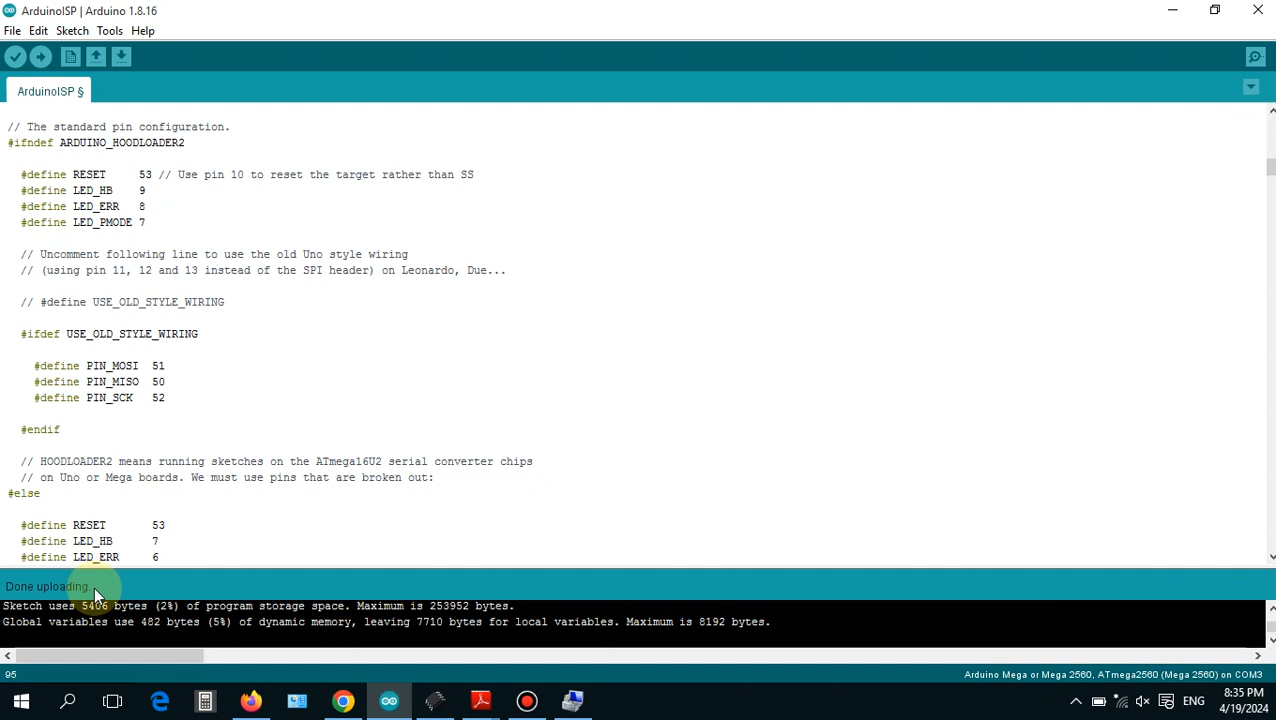 ArduinoISP | Arduino 1.8.16
File Edit Sketch Tools Help
ArduinoISP §
// The standard pin configuration.
#ifndef ARDUINO_HOODLOADER2
#define RESET 53 // Use pin 10 to reset the target rather than SS
#define LED_HB 9
#define LED_ERR 8
#define LED_PMODE 7
// Uncomment following line to use the old Uno style wiring
// (using pin 11, 12 and 13 instead of the SPI header) on Leonardo, Due...
// #define USE_OLD_STYLE_WIRING
#ifdef USE_OLD_STYLE_WIRING
#define PIN_MOSI 51
#define PIN_MISO 50
#define PIN_SCK 52
#endif
// HOODLOADER2 means running sketches on the ATmega16U2 serial converter chips
// on Uno or Mega boards. We must use pins that are broken out:
#else
#define RESET 53
#define LED_HB 7
#define LED_ERR 6
Done uploading.
Sketch uses 5406 bytes (2%) of program storage space. Maximum is 253952 bytes.
Global variables use 482 bytes (5%) of dynamic memory, leaving 7710 bytes for local variables. Maximum is 8192 bytes.
95 Arduino Mega or Mega 2560, ATmega2560 (Mega 2560) on COM3
ENG 8:35 PM
4/19/2024